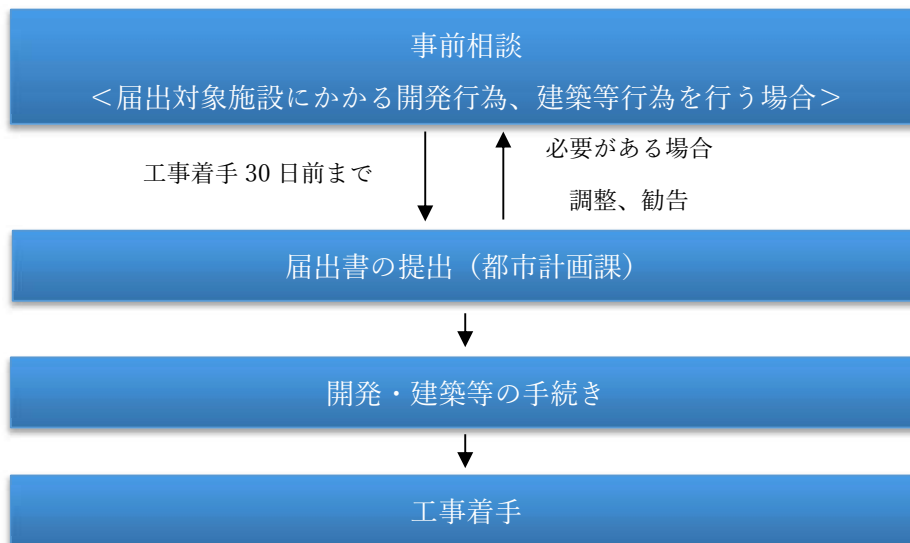 事前相談
＜届出対象施設にかかる開発行為、建築等行為を行う場合＞
工事着手 30 日前まで
必要がある場合
調整、勧告
届出書の提出（都市計画課）
開発・建築等の手続き
工事着手